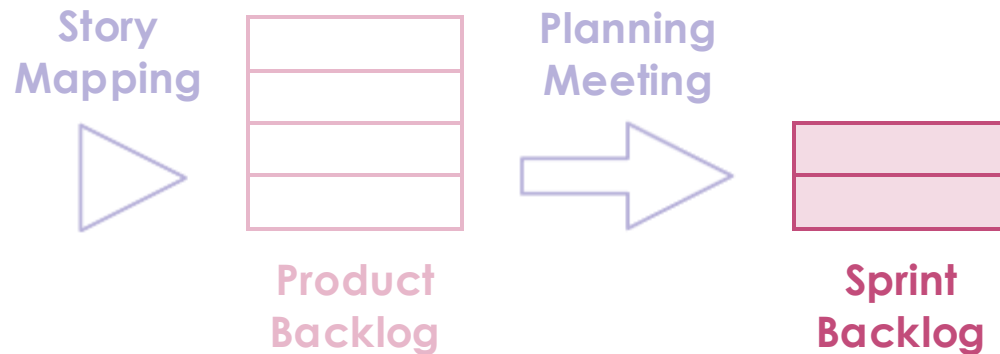 Story
Mapping
Planning
Meeting
Product
Backlog
Sprint
Backlog